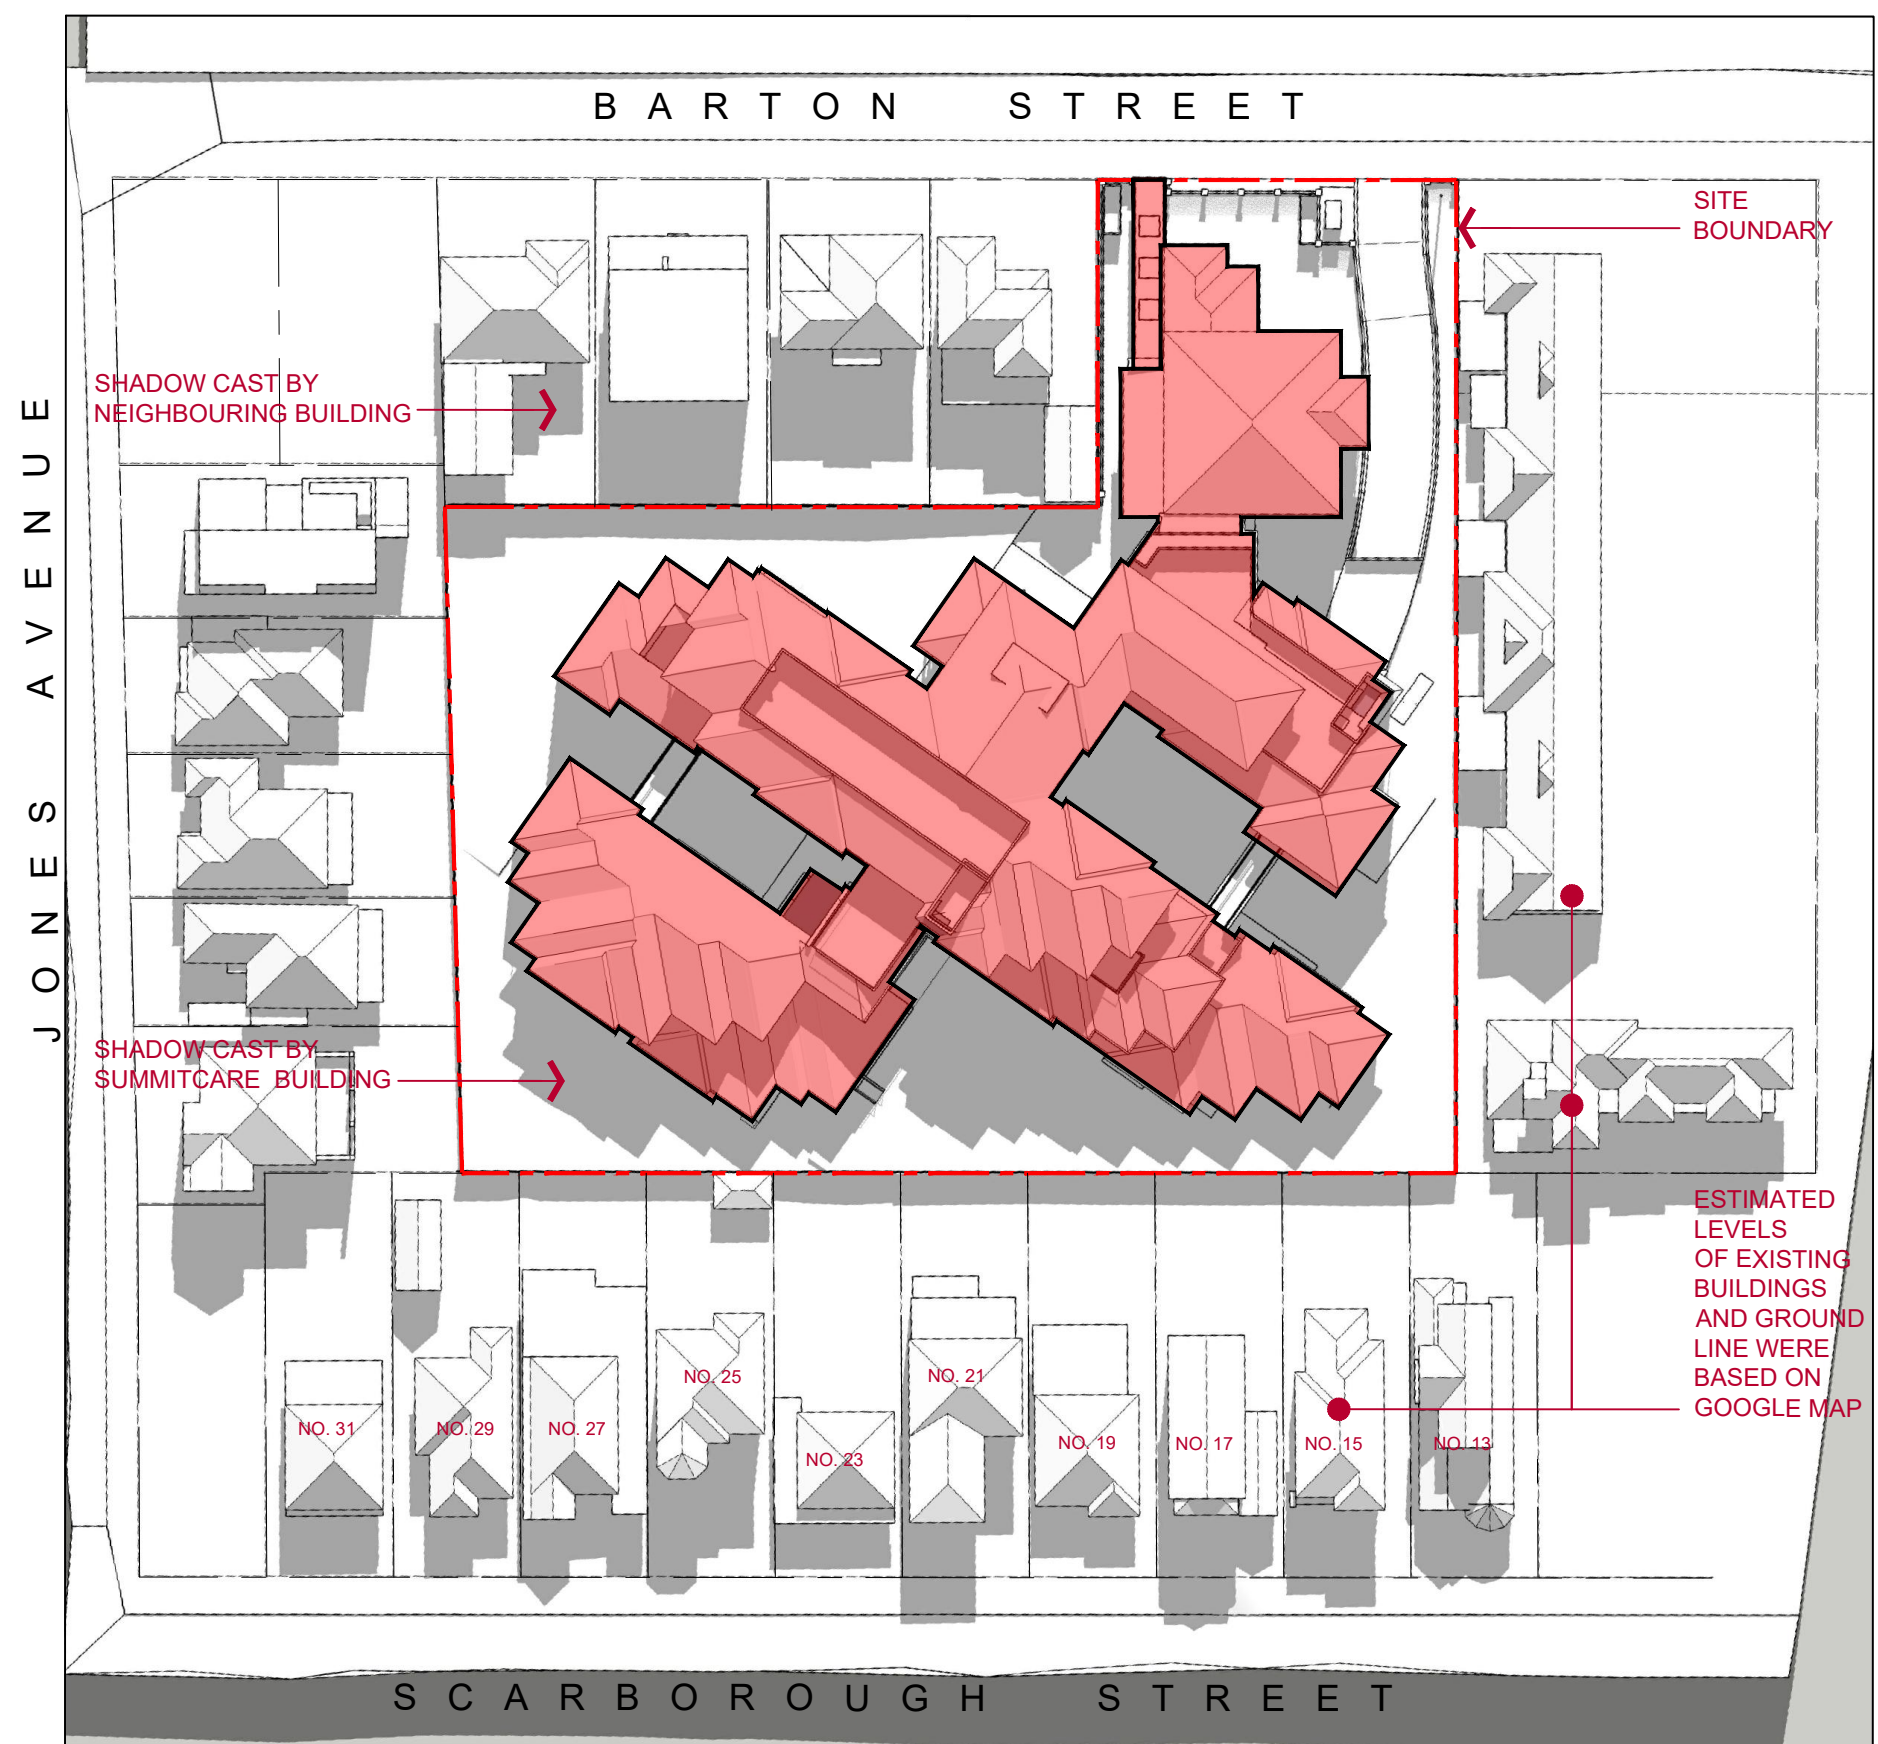 BARTON STREET
SITE
BOUNDARY
SHADOW CAST BY
NEIGHBOURING BUILDING
JONES AVENUE
SHADOW CAST BY
SUMMITCARE BUILDING
ESTIMATED
LEVELS
OF EXISTING
BUILDINGS
AND GROUND
LINE WERE
BASED ON
GOOGLE MAP
NO. 31
NO. 29
NO. 27
NO. 25
NO. 23
NO. 21
NO. 19
NO. 17
NO. 15
NO. 13
SCARBOROUGH STREET